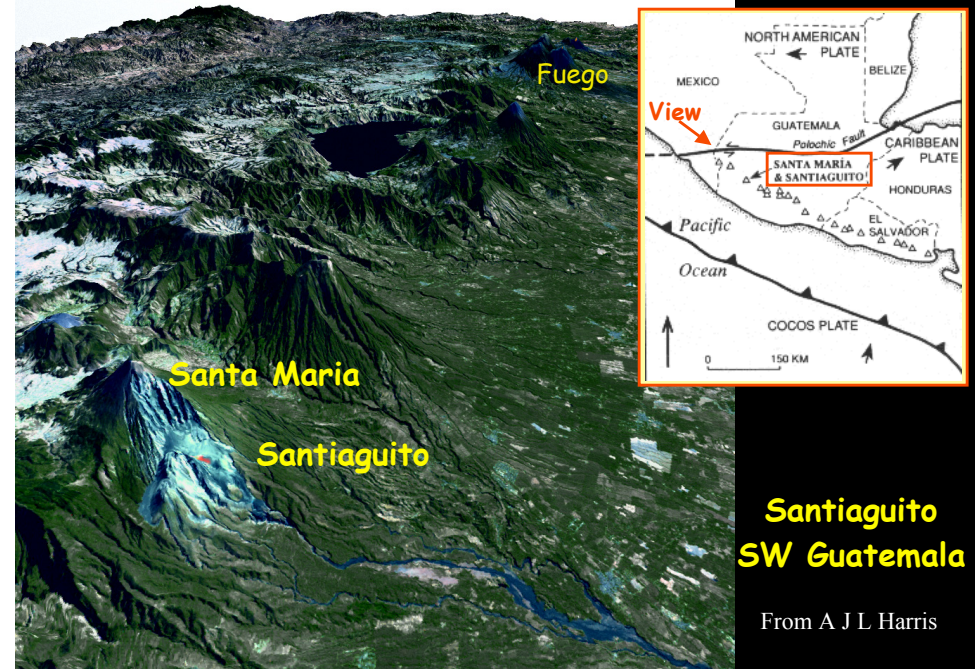 Fuego
Santa Maria
Santiaguito
NORTH AMERICAN
PLATE
BELIZE
MEXICO
View
GUATEMALA
Polochic Fault
CARIBBEAN
PLATE
SANTA MARÍA
& SANTIAGUITO
HONDURAS
EL
SALVADOR
Pacific
Ocean
COCOS PLATE
0 150 KM
Santiaguito
SW Guatemala
From A J L Harris